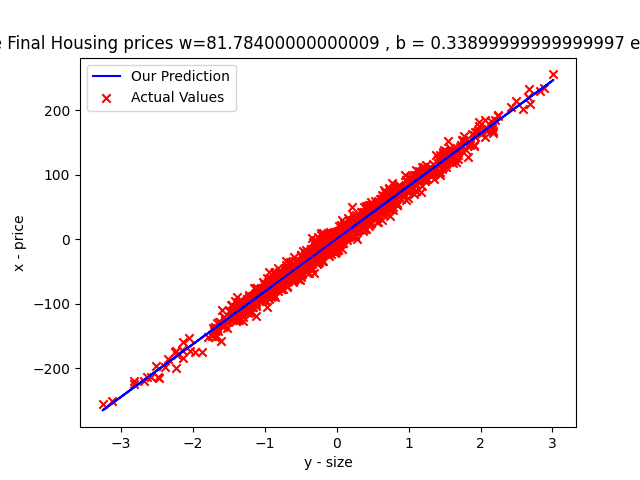 Final Housing prices w=81.78400000000009 , b = 0.33899999999999997 e
Our Prediction
Actual Values
x - price
200
100
0
−100
−200
−3
−2
−1
0
1
2
3
y - size